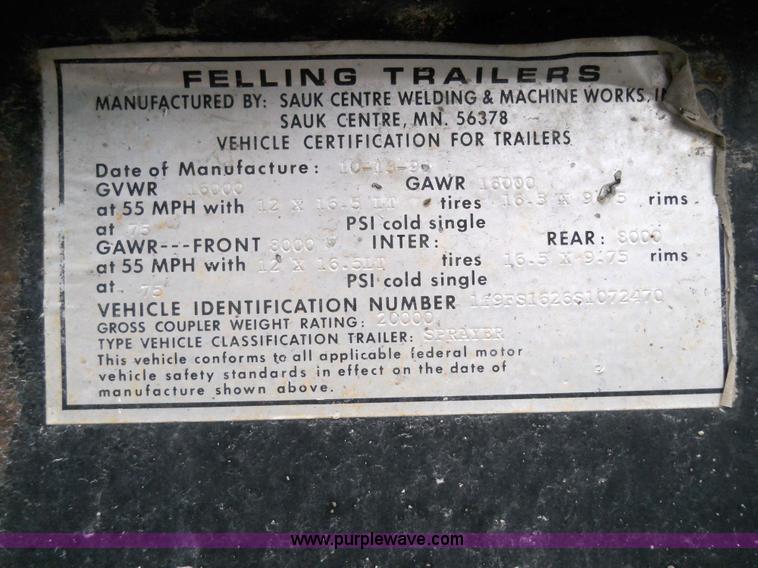 FELLING TRAILERS
MANUFACTURED BY: SAUK CENTRE WELDING & MACHINE WORKS,
SAUK CENTRE, MN. 56378
VEHICLE CERTIFICATION FOR TRAILERS
Date of Manufacture:
GVWR 16000 GAWR 16000
at 55 MPH with 12 X 16.5 LT tires 16.5 X 9.75 rims
at 75 PSI cold single
GAWR---FRONT 8000 INTER: REAR: 8000
at 55 MPH with 12 X 16.5LT tires 16.5 X 9.75 rims
at 75 PSI cold single
VEHICLE IDENTIFICATION NUMBER 1F9FS1626S1072470
GROSS COUPLER WEIGHT RATING: 20000
TYPE VEHICLE CLASSIFICATION TRAILER: SPRAYER
This vehicle conforms to all applicable federal motor
vehicle safety standards in effect on the date of
manufacture shown above.
www.purplewave.com